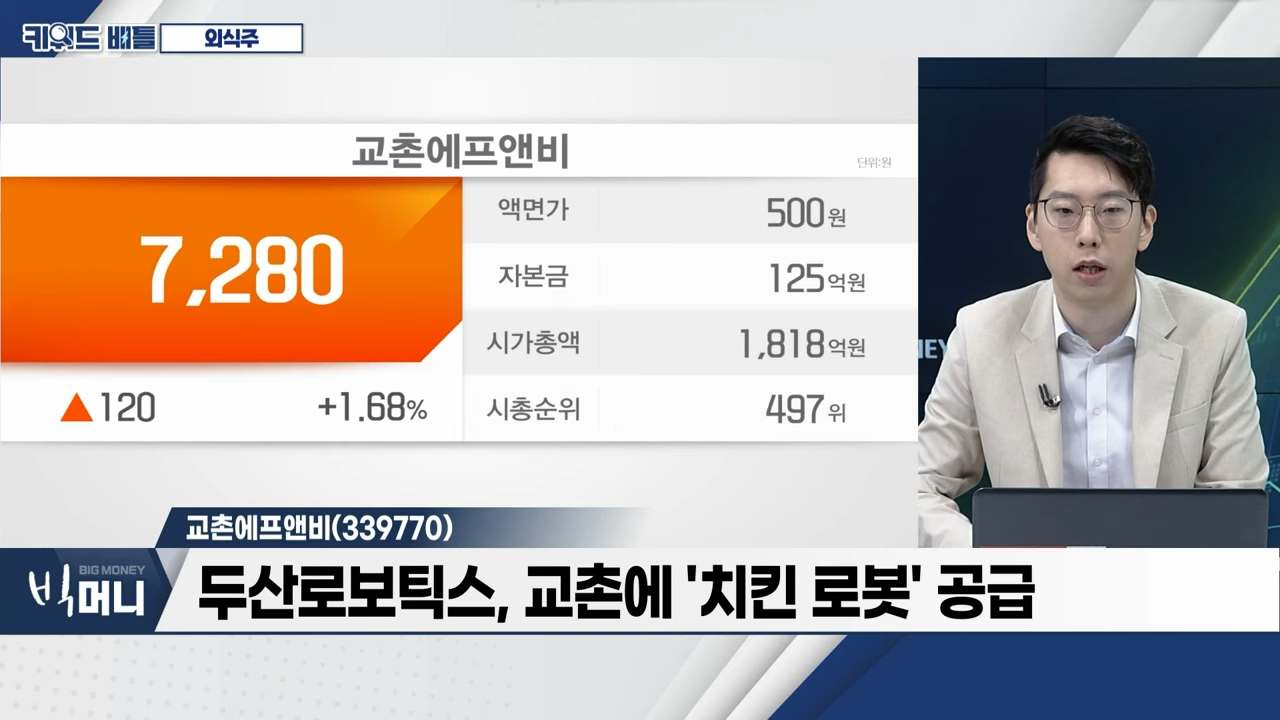 키워드 배틀 외식주
교촌에프앤비
단위:원
7,280
▲120 +1.68%
액면가 500원
자본금 125억원
시가총액 1,818억원
시총순위 497위
NEY
교촌에프앤비(339770)
BIG MONEY
빅머니
두산로보틱스, 교촌에 '치킨 로봇' 공급